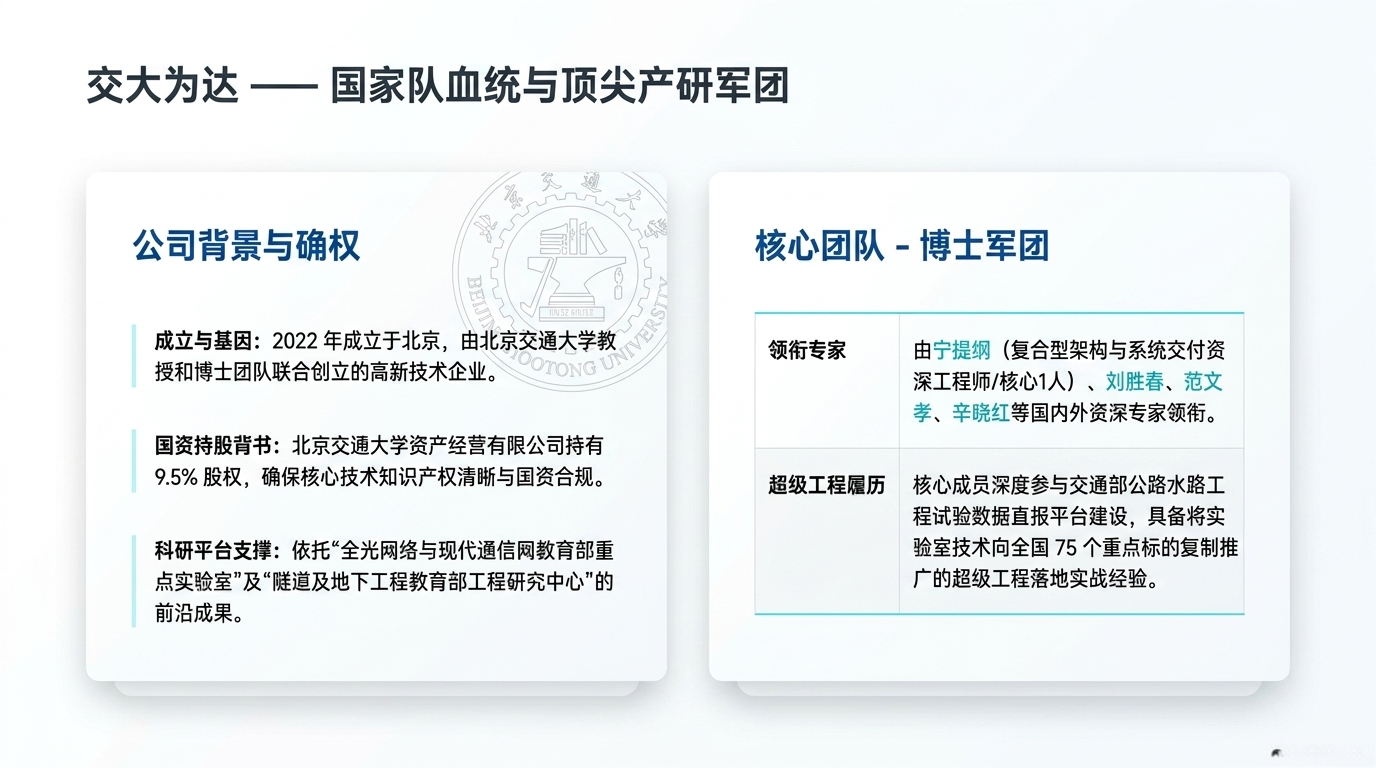 交大为达 —— 国家队血统与顶尖产研军团
公司背景与确权
北京交通大学
BEIJING JIAOTONG UNIVERSITY
成立与基因：2022 年成立于北京，由北京交通大学教
授和博士团队联合创立的高新技术企业。
国资持股背书：北京交通大学资产经营有限公司持有
9.5% 股权，确保核心技术知识产权清晰与国资合规。
科研平台支撑：依托“全光网络与现代通信网教育部重
点实验室”及“隧道及地下工程教育部工程研究中心”的
前沿成果。
核心团队 – 博士军团
领衔专家
由宁提纲（复合型架构与系统交付资
深工程师/核心1人）、刘胜春、范文
孝、辛晓红等国内外资深专家领衔。
超级工程履历
核心成员深度参与交通部公路水路工
程试验数据直报平台建设，具备将实
验室技术向全国 75 个重点标的复制推
广的超级工程落地实战经验。